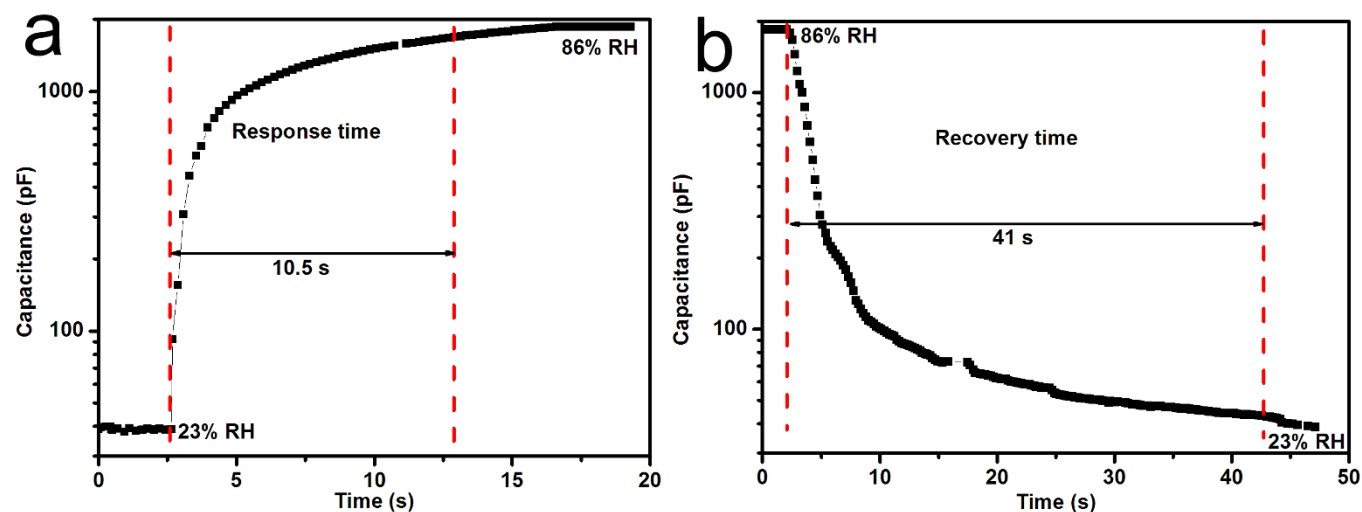 a
86% RH
1000
Response time
Capacitance (pF)
10.5 s
100
23% RH
0 5 10 15 20
Time (s)
b
86% RH
1000
Recovery time
Capacitance (pF)
41 s
100
23% RH
0 10 20 30 40 50
Time (s)